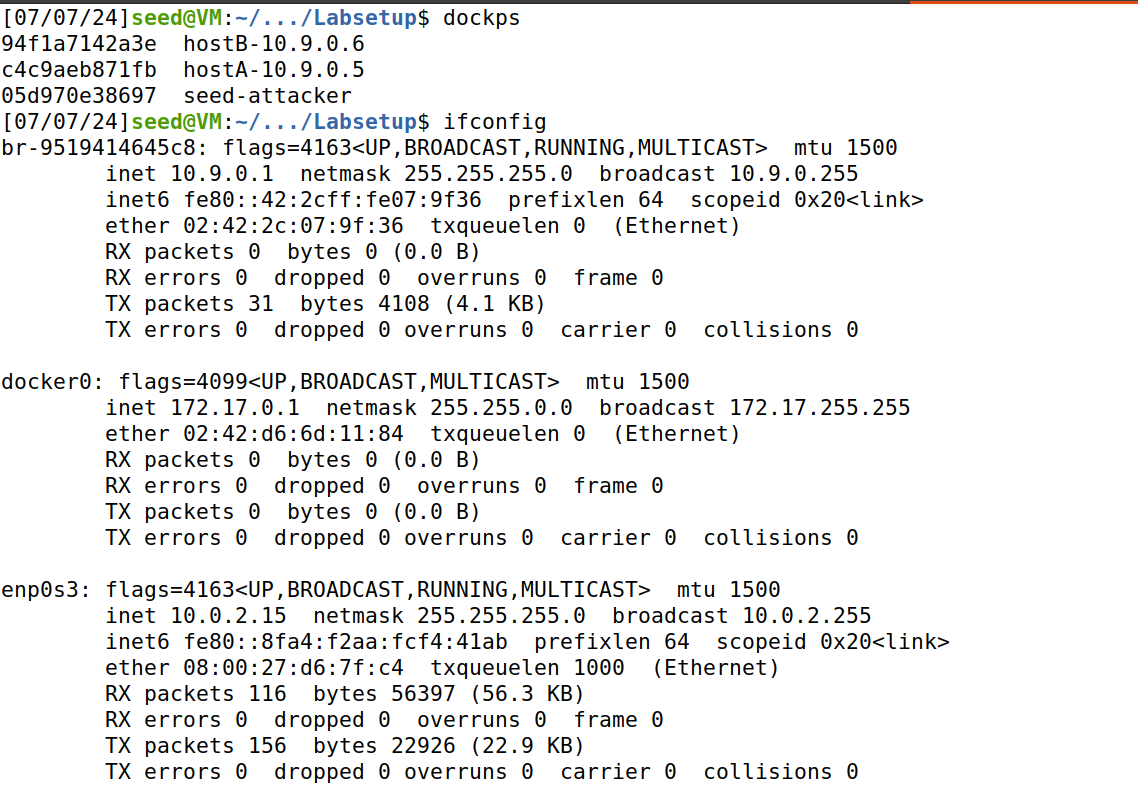 [07/07/24]seed@VM:~/.../Labsetup$ dockps
94f1a7142a3e  hostB-10.9.0.6
c4c9aeb871fb  hostA-10.9.0.5
05d970e38697  seed-attacker
[07/07/24]seed@VM:~/.../Labsetup$ ifconfig
br-9519414645c8: flags=4163<UP,BROADCAST,RUNNING,MULTICAST>  mtu 1500
        inet 10.9.0.1  netmask 255.255.255.0  broadcast 10.9.0.255
        inet6 fe80::42:2cff:fe07:9f36  prefixlen 64  scopeid 0x20<link>
        ether 02:42:2c:07:9f:36  txqueuelen 0  (Ethernet)
        RX packets 0  bytes 0 (0.0 B)
        RX errors 0  dropped 0  overruns 0  frame 0
        TX packets 31  bytes 4108 (4.1 KB)
        TX errors 0  dropped 0 overruns 0  carrier 0  collisions 0

docker0: flags=4099<UP,BROADCAST,MULTICAST>  mtu 1500
        inet 172.17.0.1  netmask 255.255.0.0  broadcast 172.17.255.255
        ether 02:42:d6:6d:11:84  txqueuelen 0  (Ethernet)
        RX packets 0  bytes 0 (0.0 B)
        RX errors 0  dropped 0  overruns 0  frame 0
        TX packets 0  bytes 0 (0.0 B)
        TX errors 0  dropped 0 overruns 0  carrier 0  collisions 0

enp0s3: flags=4163<UP,BROADCAST,RUNNING,MULTICAST>  mtu 1500
        inet 10.0.2.15  netmask 255.255.255.0  broadcast 10.0.2.255
        inet6 fe80::8fa4:f2aa:fcf4:41ab  prefixlen 64  scopeid 0x20<link>
        ether 08:00:27:d6:7f:c4  txqueuelen 1000  (Ethernet)
        RX packets 116  bytes 56397 (56.3 KB)
        RX errors 0  dropped 0  overruns 0  frame 0
        TX packets 156  bytes 22926 (22.9 KB)
        TX errors 0  dropped 0 overruns 0  carrier 0  collisions 0